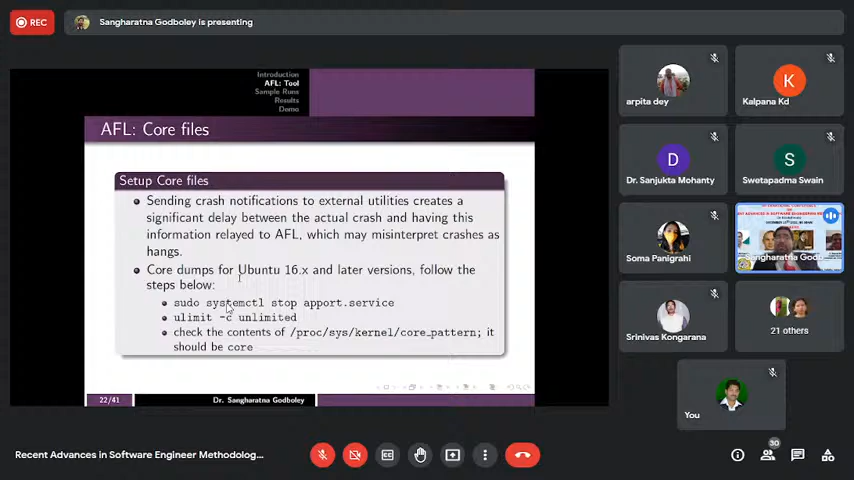 REC
Sangharatna Godboley is presenting
Introduction
AFL: Tool
Sample Runs
Results
Demo
AFL: Core files
Setup Core files
Sending crash notifications to external utilities creates a
significant delay between the actual crash and having this
information relayed to AFL, which may misinterpret crashes as
hangs.
Core dumps for Ubuntu 16.x and later versions, follow the
steps below:
sudo systemctl stop apport.service
ulimit -c unlimited
check the contents of /proc/sys/kernel/core_pattern; it
should be core
22/41
Dr. Sangharatna Godboley
arpita dey
K
Kalpana Kd
D
Dr. Sanjukta Mohanty
S
Swetapadma Swain
Soma Panigrahi
Sangharatna Godb
Srinivas Kongarana
21 others
You
Recent Advances in Software Engineer Methodolog...
30